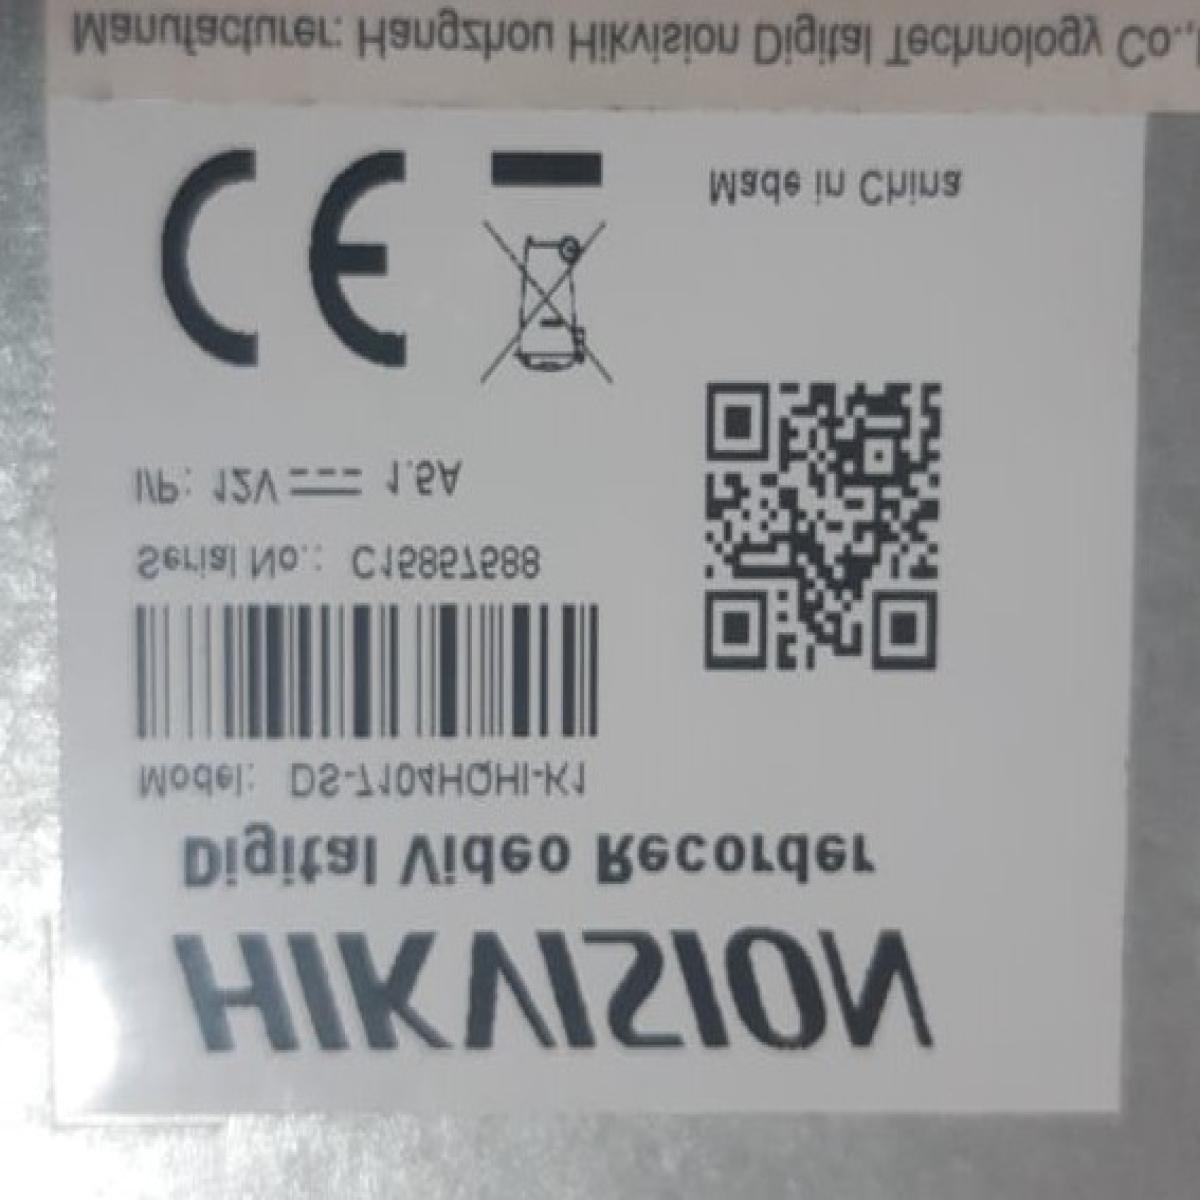 HIKVISION
Digital Video Recorder
Model: DS-7104HQHI-K1
Serial No.: C15857588
I/P: 12V ⎓ 1.5A
CE
Made in China
Manufacturer: Hangzhou Hikvision Digital Technology Co.,